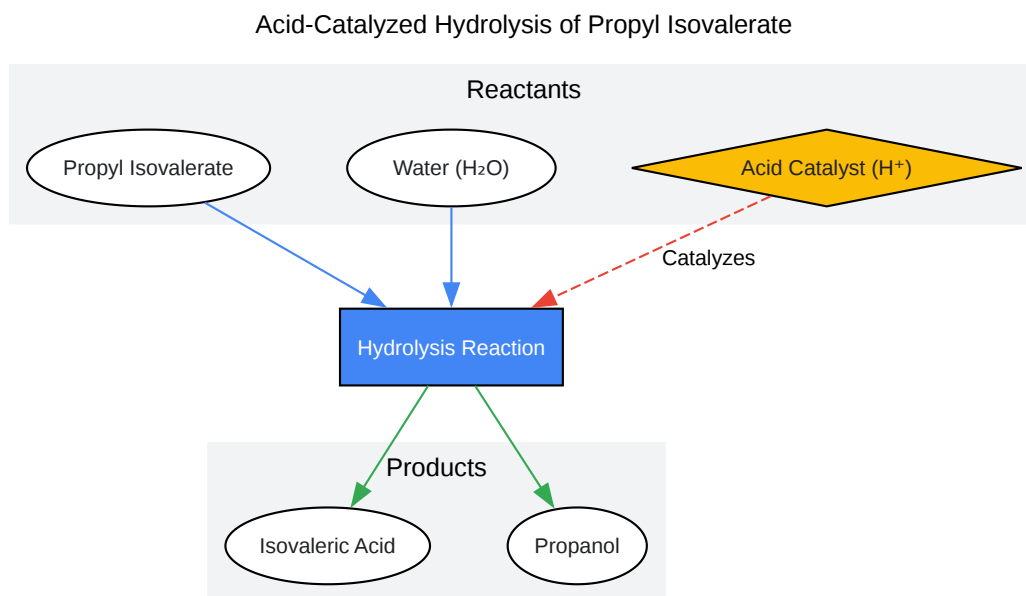 Acid-Catalyzed Hydrolysis of Propyl Isovalerate
Reactants
Propyl Isovalerate
Water (H₂O)
Acid Catalyst (H⁺)
Catalyzes
Hydrolysis Reaction
Products
Isovaleric Acid
Propanol